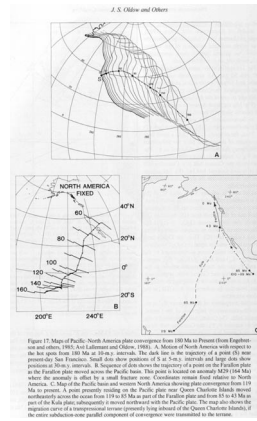 J. S. Oldow and Others
S
A
NORTH AMERICA
FIXED
60
80
100
120
140
160
40°N
20°N
0°
20°S
200°E
240°E
B
C
Figure 17. Maps of Pacific-North America plate convergence from 180 Ma to Present (from Engebret-
son and others, 1985; Avé Lallemant and Oldow, 1988). A. Motion of North America with respect to
the hot spots from 180 Ma at 10-m.y. intervals. The dark line is the trajectory of a point (S) near
present-day San Francisco. Small dots show positions of S at 5-m.y. intervals and large dots show
positions at 20-m.y. intervals. B. Sequence of dots shows the trajectory of a point on the Farallon plate
as the Farallon plate moved across the Pacific basin. This point is located on anomaly M29 (164 Ma)
where the anomaly is offset by a small fracture zone. Coordinates remain fixed relative to North
America. C. Map of the Pacific basin and western North America showing plate convergence from 119
Ma to present. A point presently residing on the Pacific plate near Queen Charlotte Islands moved
northeasterly across the ocean from 119 to 85 Ma as part of the Farallon plate and from 85 to 43 Ma as
part of the Kula plate; subsequently it moved northward with the Pacific plate. The map also shows the
migration curve of a transpressional terrane (presently lying inboard of the Queen Charlotte Islands), if
the entire subduction-zone parallel component of convergence were transmitted to the terrane.